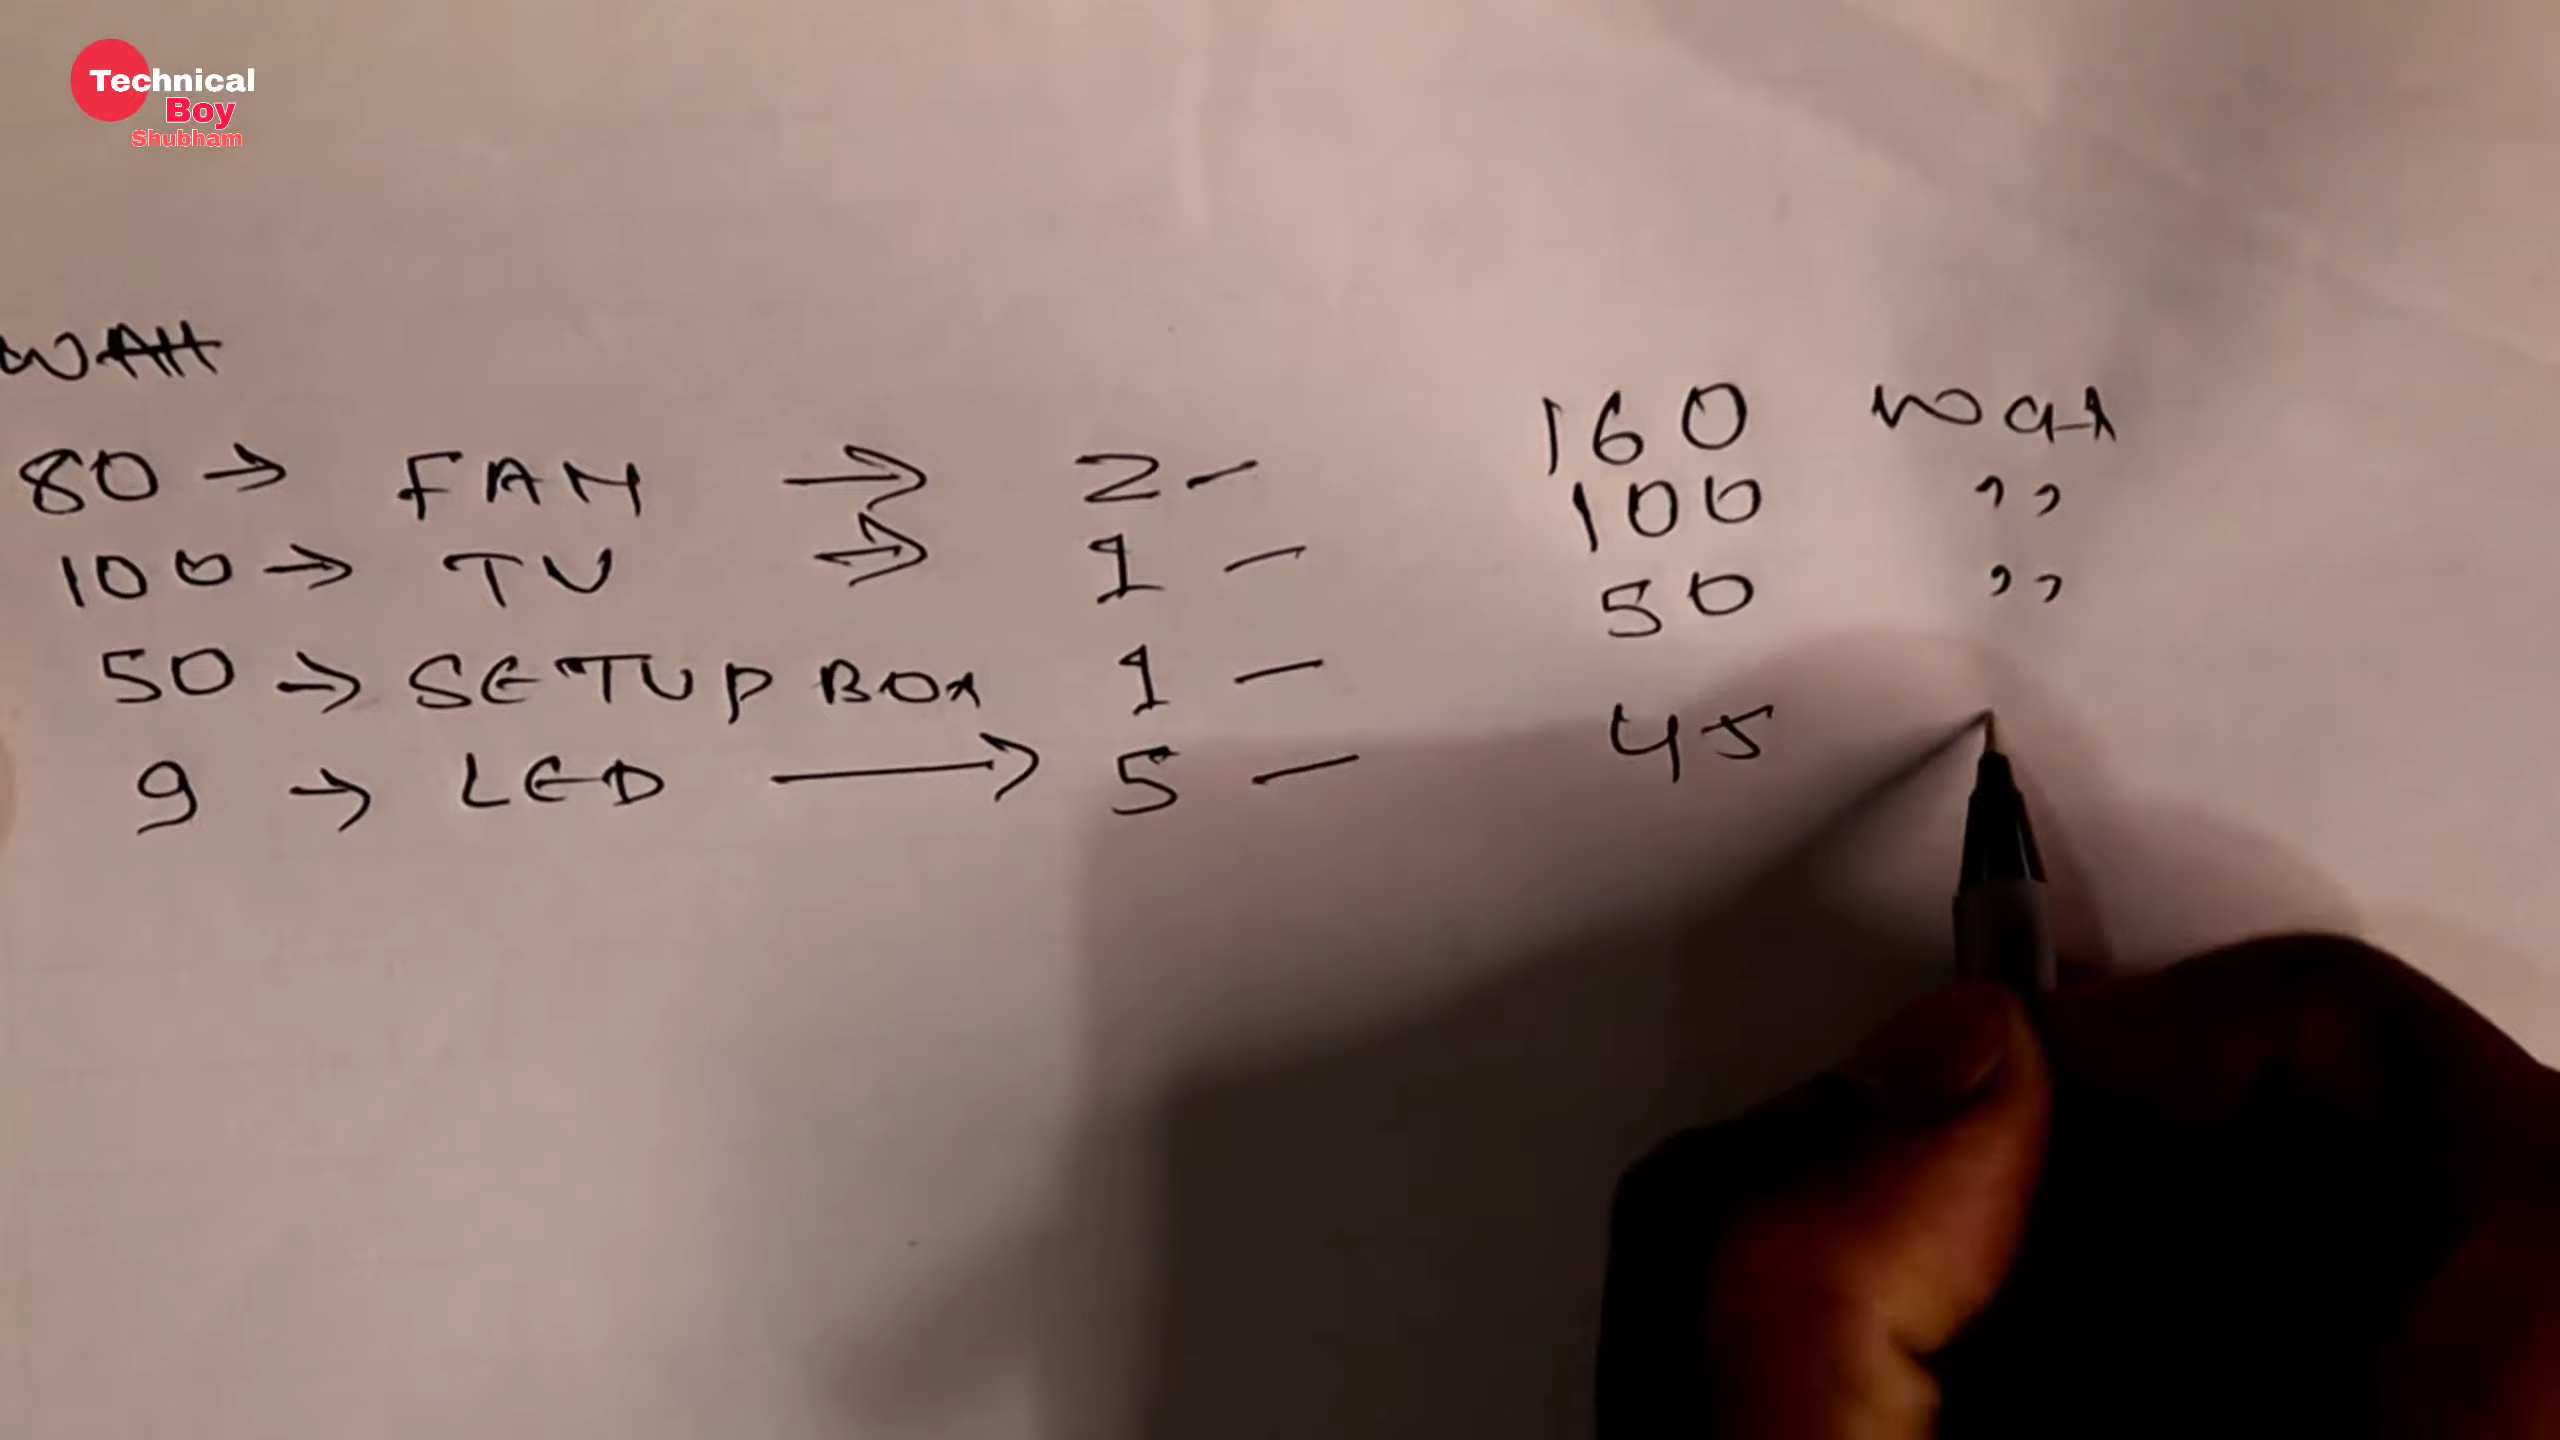 Technical
Boy
Shubham
WATT
80 → FAN → 2 - 160 wat
100 → TV → 1 - 100 ,,
50 → SETUP BOX 1 - 50 ,,
9 → LED → 5 - 45